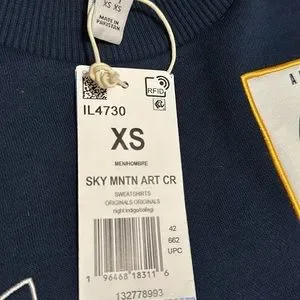 XS XS
MADE IN
PAKISTAN
RFID
IL4730
XS
MEN/HOMBRE
SKY MNTN ART CR
SWEATSHIRTS
ORIGINALS ORIGINALS
night indigo/collegi
42
662
UPC
1 96468 18311 6
132778993
A